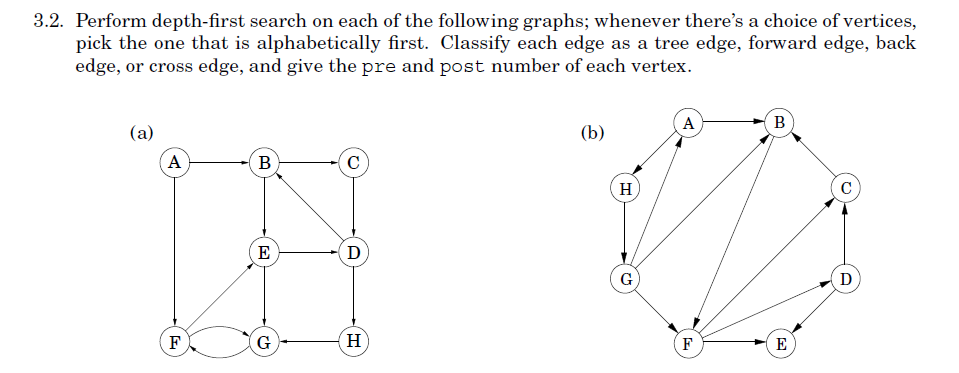 3.2. Perform depth-first search on each of the following graphs; whenever there's a choice of vertices,
pick the one that is alphabetically first. Classify each edge as a tree edge, forward edge, back
edge, or cross edge, and give the pre and post number of each vertex.
(a)
A B C
E D
F G H
(b)
A B
H C
G D
F E